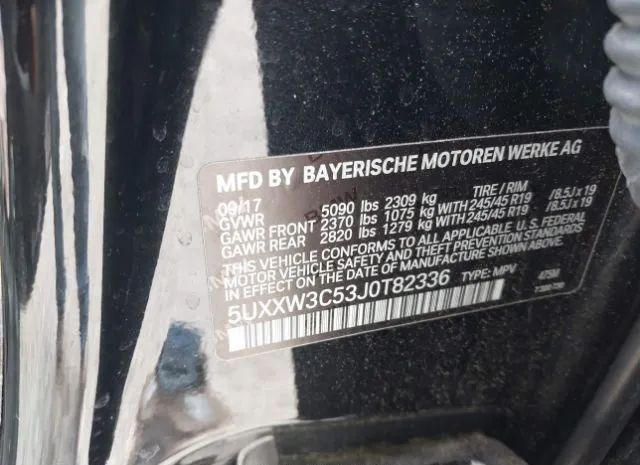 MFD BY BAYERISCHE MOTOREN WERKE AG
09/17 TIRE / RIM
GVWR 5090 lbs 2309 kg
GAWR FRONT 2370 lbs 1075 kg WITH 245/45 R19 /8.5J x 19
GAWR REAR 2820 lbs 1279 kg WITH 245/45 R19 /8.5J x 19
THIS VEHICLE CONFORMS TO ALL APPLICABLE U.S. FEDERAL
MOTOR VEHICLE SAFETY, BUMPER, AND THEFT PREVENTION STANDARDS
IN EFFECT ON THE DATE OF MANUFACTURE SHOWN ABOVE.
5UXXW3C53J0T82336 TYPE: MPV 475M